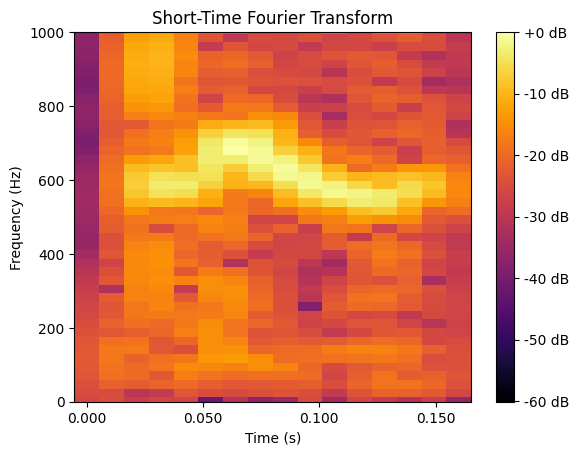 Short-Time Fourier Transform
Frequency (Hz)
1000
800
600
400
200
0
0.000
0.050
0.100
0.150
Time (s)
+0 dB
-10 dB
-20 dB
-30 dB
-40 dB
-50 dB
-60 dB